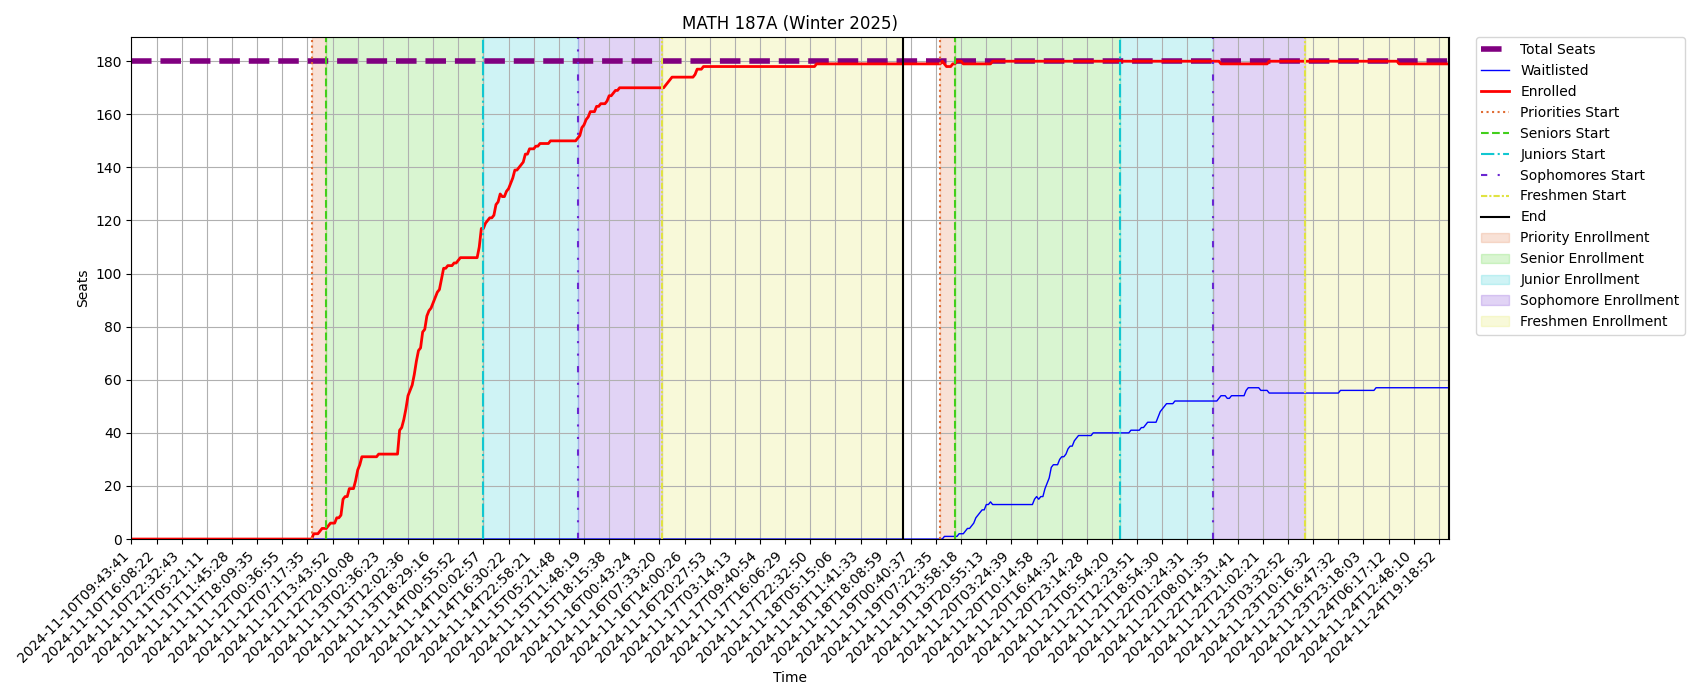 MATH 187A (Winter 2025)
Seats
180
160
140
120
100
80
60
40
20
0
2024-11-10T09:43:41
2024-11-10T16:08:22
2024-11-10T22:32:43
2024-11-11T05:21:11
2024-11-11T11:45:28
2024-11-11T18:09:35
2024-11-12T00:36:55
2024-11-12T07:17:35
2024-11-12T13:43:52
2024-11-12T20:10:08
2024-11-13T02:36:23
2024-11-13T12:02:36
2024-11-13T18:29:16
2024-11-14T00:55:52
2024-11-14T10:02:57
2024-11-14T16:30:22
2024-11-14T22:58:21
2024-11-15T05:21:48
2024-11-15T11:48:19
2024-11-15T18:15:38
2024-11-16T00:43:24
2024-11-16T07:33:20
2024-11-16T14:00:26
2024-11-16T20:27:53
2024-11-17T03:14:13
2024-11-17T09:40:54
2024-11-17T16:06:29
2024-11-17T22:32:50
2024-11-18T05:15:06
2024-11-18T11:41:33
2024-11-18T18:08:59
2024-11-19T00:40:37
2024-11-19T07:22:35
2024-11-19T13:58:18
2024-11-19T20:55:13
2024-11-20T03:24:39
2024-11-20T10:14:58
2024-11-20T16:44:32
2024-11-20T23:14:28
2024-11-21T05:54:20
2024-11-21T12:23:51
2024-11-21T18:54:30
2024-11-22T01:24:31
2024-11-22T08:01:35
2024-11-22T14:31:41
2024-11-22T21:02:21
2024-11-23T03:32:52
2024-11-23T10:16:32
2024-11-23T16:47:32
2024-11-23T23:18:03
2024-11-24T06:17:12
2024-11-24T12:48:10
2024-11-24T19:18:52
Time
Total Seats
Waitlisted
Enrolled
Priorities Start
Seniors Start
Juniors Start
Sophomores Start
Freshmen Start
End
Priority Enrollment
Senior Enrollment
Junior Enrollment
Sophomore Enrollment
Freshmen Enrollment